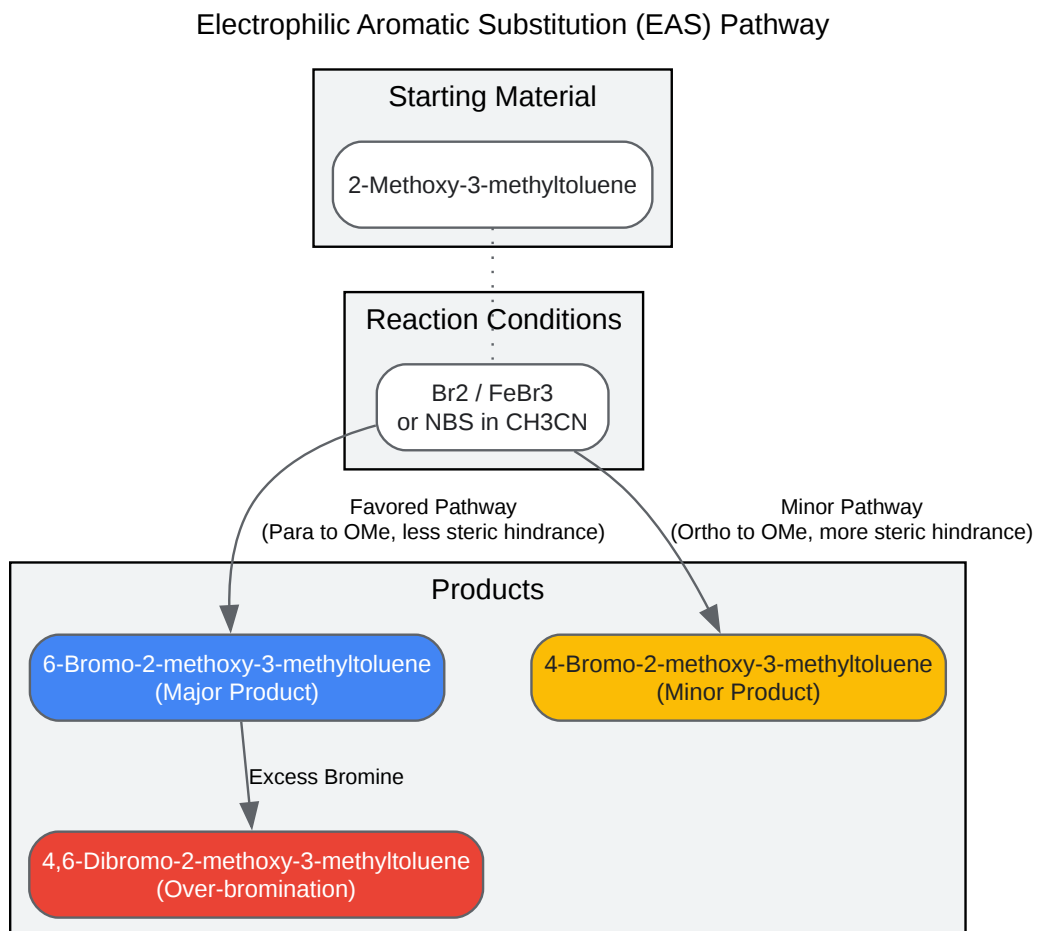 Electrophilic Aromatic Substitution (EAS) Pathway
Starting Material
2-Methoxy-3-methyltoluene
Reaction Conditions
Br2 / FeBr3
or NBS in CH3CN
Favored Pathway
(Para to OMe, less steric hindrance)
Minor Pathway
(Ortho to OMe, more steric hindrance)
Products
6-Bromo-2-methoxy-3-methyltoluene
(Major Product)
4-Bromo-2-methoxy-3-methyltoluene
(Minor Product)
Excess Bromine
4,6-Dibromo-2-methoxy-3-methyltoluene
(Over-bromination)